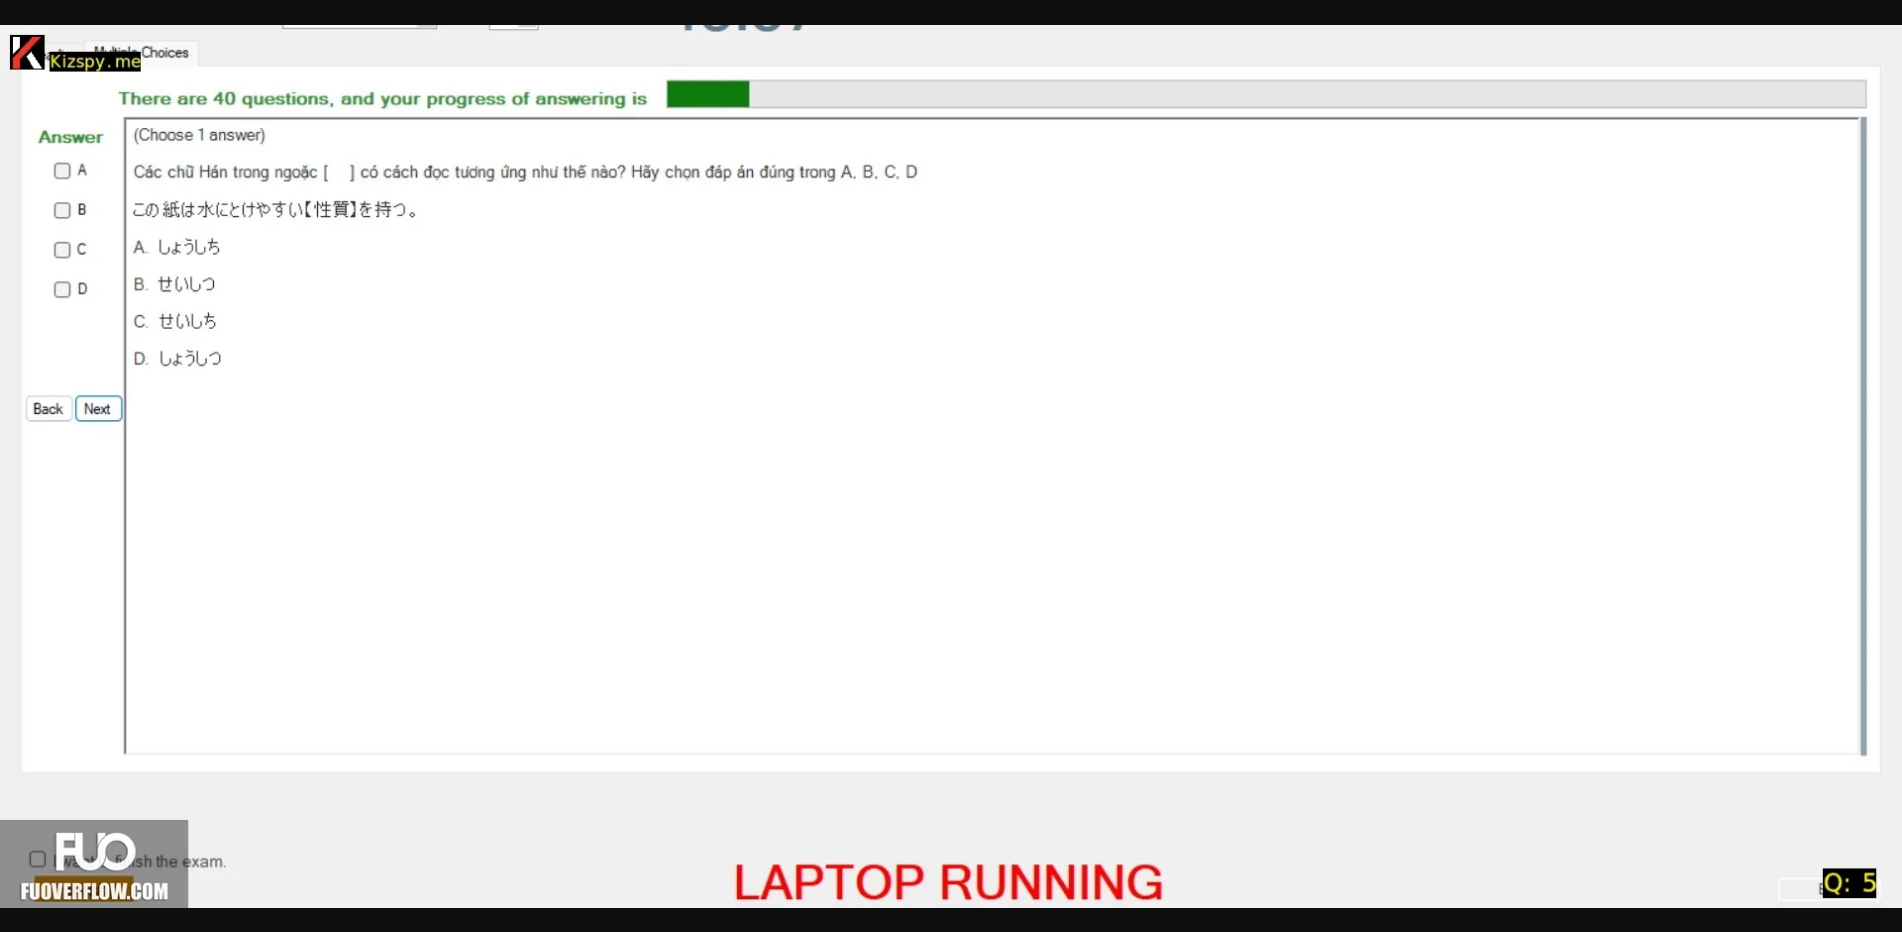 Choices
Kizspy.me
There are 40 questions, and your progress of answering is
Answer
(Choose 1 answer)
A
Các chữ Hán trong ngoặc [ ] có cách đọc tương ứng như thế nào? Hãy chọn đáp án đúng trong A, B, C, D
B
この紙は水にとけやすい【性質】を持つ。
C
A. しょうしち
D
B. せいしつ
C. せいしち
D. しょうしつ
Back Next
FUO
the exam.
FUOVERFLOW.COM
LAPTOP RUNNING
Q: 5